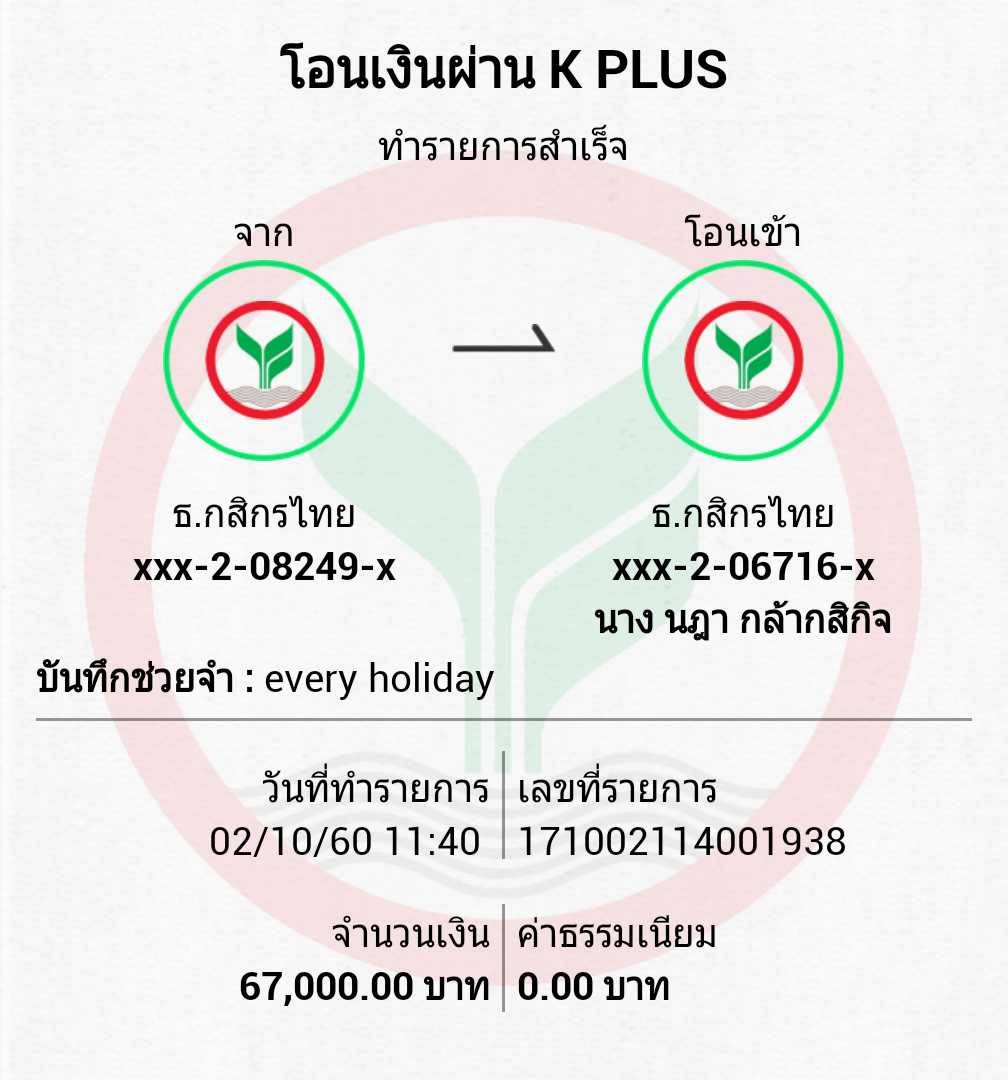 โอนเงินผ่าน K PLUS
ทำรายการสำเร็จ
จาก
โอนเข้า
ธ.กสิกรไทย
xxx-2-08249-x
ธ.กสิกรไทย
xxx-2-06716-x
นาง นฎา กล้ากสิกิจ
บันทึกช่วยจำ : every holiday
วันที่ทำรายการ
02/10/60 11:40
เลขที่รายการ
171002114001938
จำนวนเงิน
67,000.00 บาท
ค่าธรรมเนียม
0.00 บาท